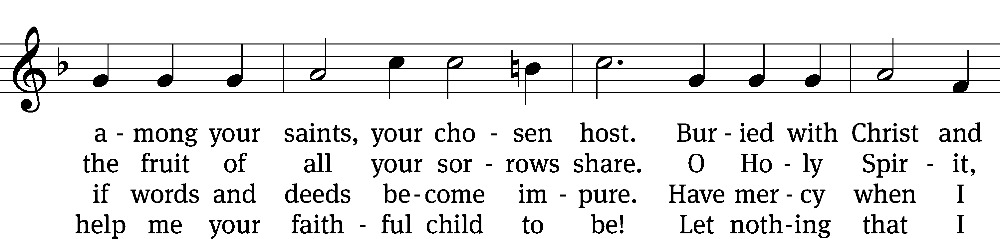 a - mong your saints, your cho - sen host. Bur - ied with Christ and
the fruit of all your sor - rows share. O Ho - ly Spir - it,
if words and deeds be - come im - pure. Have mer - cy when I
help me your faith - ful child to be! Let noth - ing that I